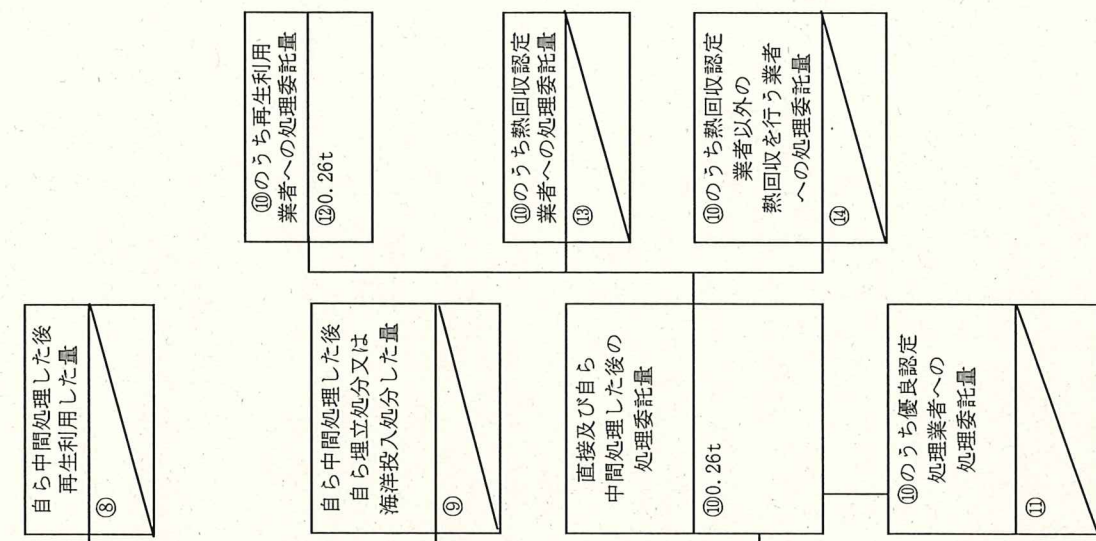 自ら中間処理した後
再生利用した量
⑧
自ら中間処理した後
自ら埋立処分又は
海洋投入処分した量
⑨
直接及び自ら
中間処理した後の
処理委託量
⑩0.26t
⑩のうち優良認定
処理業者への
処理委託量
⑪
⑩のうち再生利用
業者への処理委託量
⑫0.26t
⑩のうち熱回収認定
業者への処理委託量
⑬
⑩のうち熱回収認定
業者以外の
熱回収を行う業者
への処理委託量
⑭